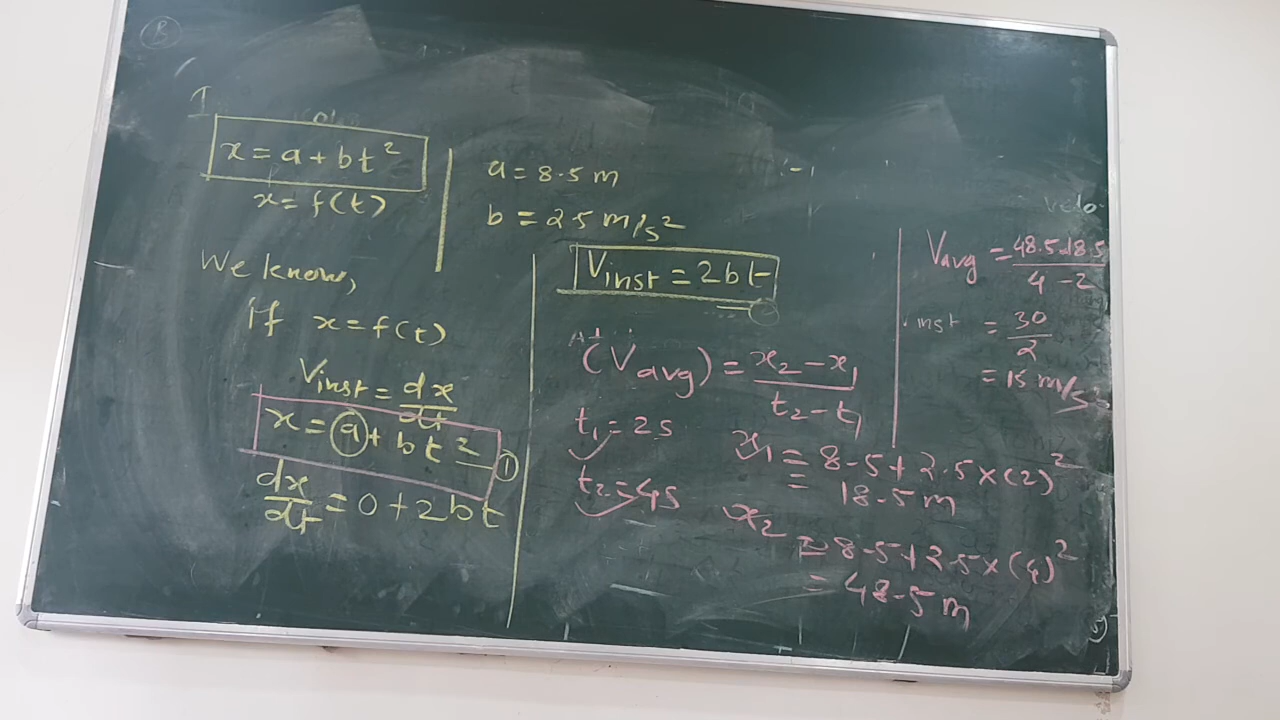 x = a + bt²
x = f(t)
a = 8.5 m
b = 2.5 m/s²
We know,
if x = f(t)
Vinst = dx/dt
x = a + bt² — ①
dx/dt = 0 + 2bt
Vinst = 2bt
— ②
(Vavg) = x₂ - x₁ / t₂ - t₁
t₁ = 2s
t₂ = 4s
x₁ = 8.5 + 2.5 × (2)²
= 18.5 m
x₂ = 8.5 + 2.5 × (4)²
= 48.5 m
Vavg = 48.5 - 18.5 / 4 - 2
= 30/2
= 15 m/s